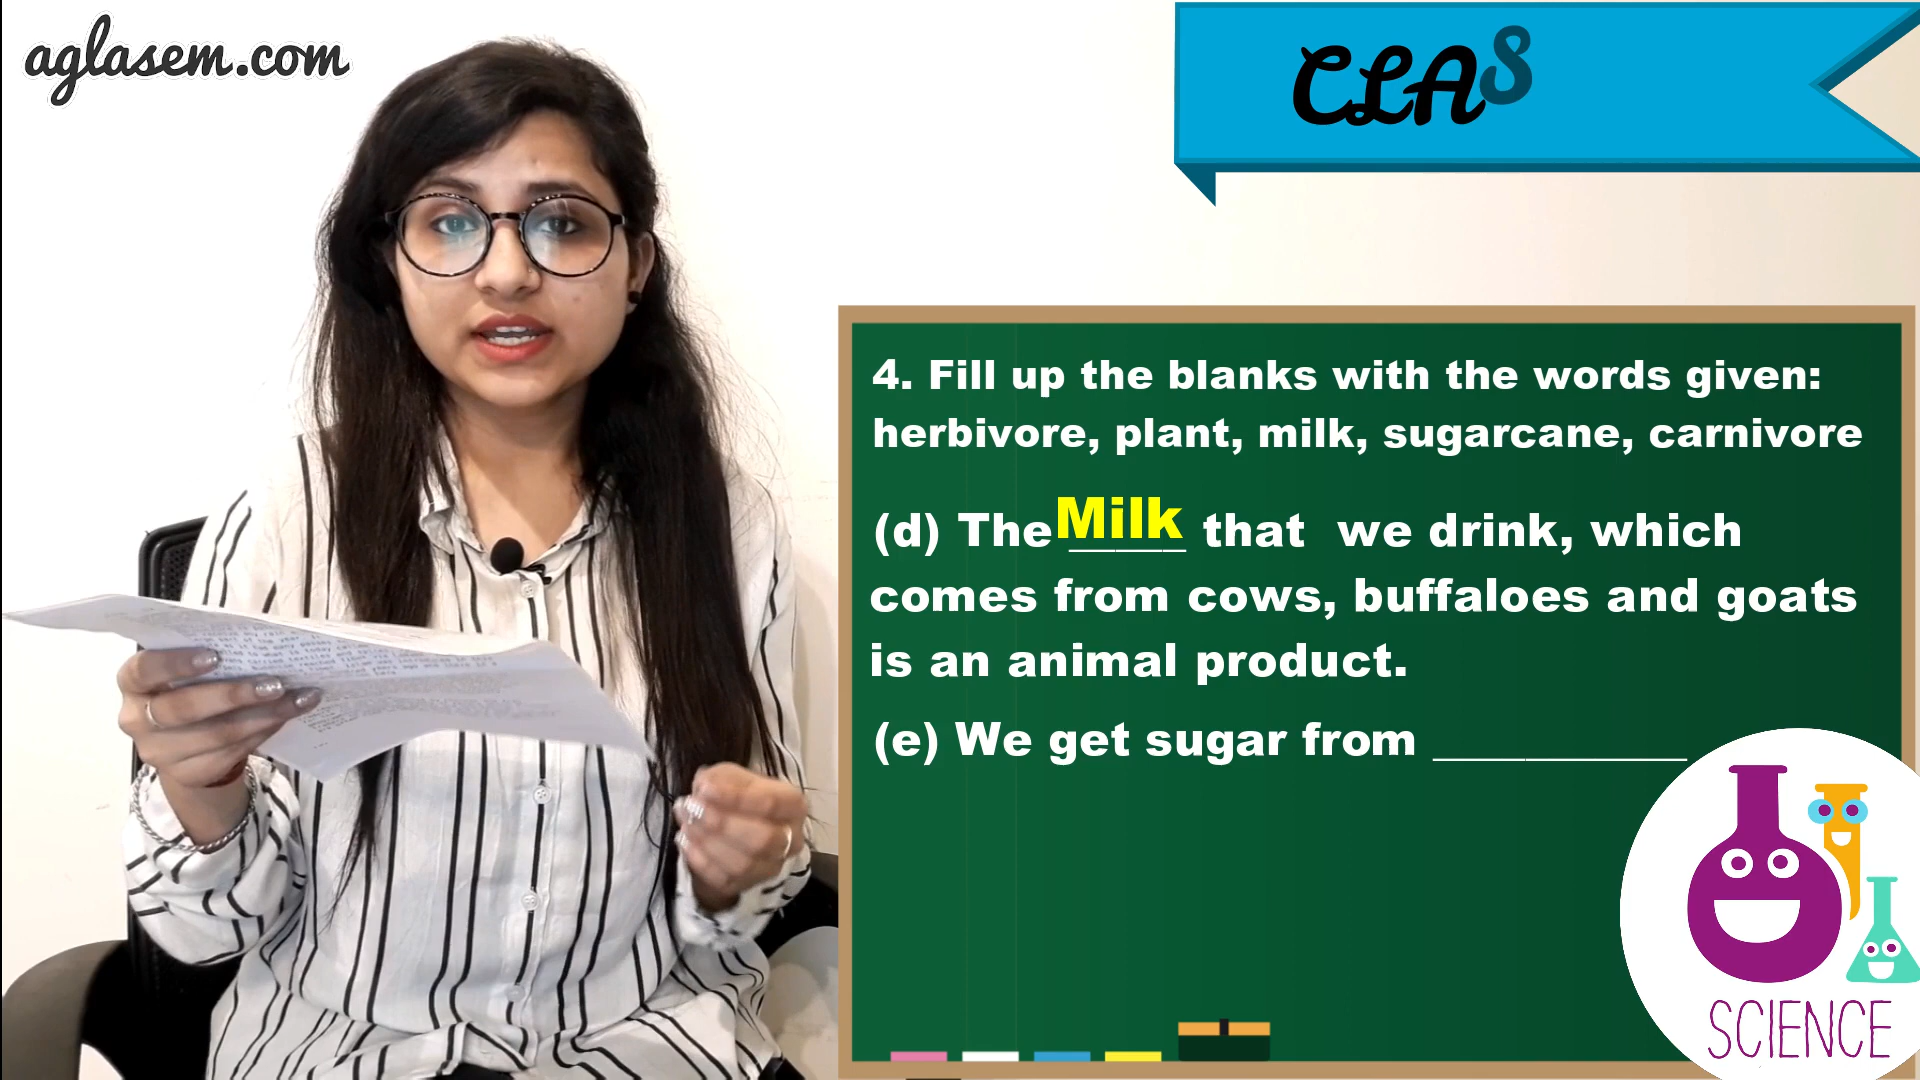 aglasem.com
CLAS
4. Fill up the blanks with the words given:
herbivore, plant, milk, sugarcane, carnivore
(d) The Milk that we drink, which
comes from cows, buffaloes and goats
is an animal product.
(e) We get sugar from ___________
SCIENCE